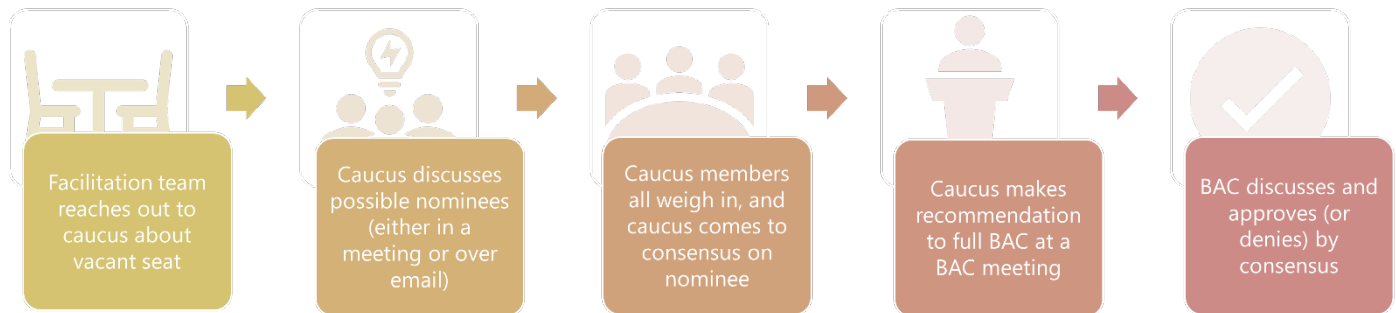 Facilitation team
reaches out to
caucus about
vacant seat
Caucus discusses
possible nominees
(either in a
meeting or over
email)
Caucus members
all weigh in, and
caucus comes to
consensus on
nominee
Caucus makes
recommendation
to full BAC at a
BAC meeting
BAC discusses and
approves (or
denies) by
consensus